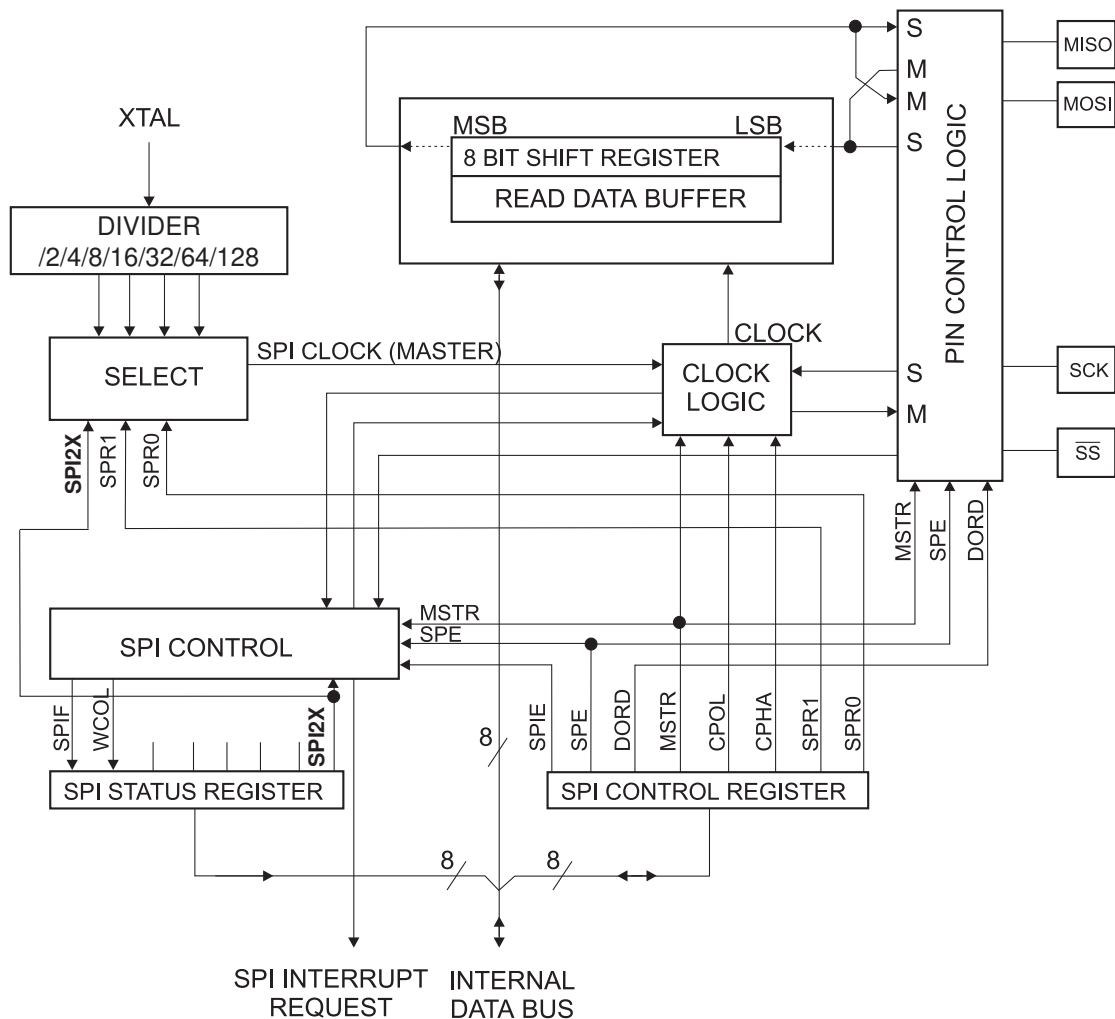 S
MISO
M
M
MOSI
XTAL
MSB
LSB
S
8 BIT SHIFT REGISTER
READ DATA BUFFER
PIN CONTROL LOGIC
DIVIDER
/2/4/8/16/32/64/128
CLOCK
SPI CLOCK (MASTER)
SELECT
CLOCK
LOGIC
S
M
SCK
SS
SPI2X
SPR1
SPR0
MSTR
SPE
DORD
MSTR
SPE
SPI CONTROL
SPIF
WCOL
SPI2X
8
SPIE
SPE
DORD
MSTR
CPOL
CPHA
SPR1
SPR0
SPI STATUS REGISTER
SPI CONTROL REGISTER
8
8
SPI INTERRUPT
REQUEST
INTERNAL
DATA BUS